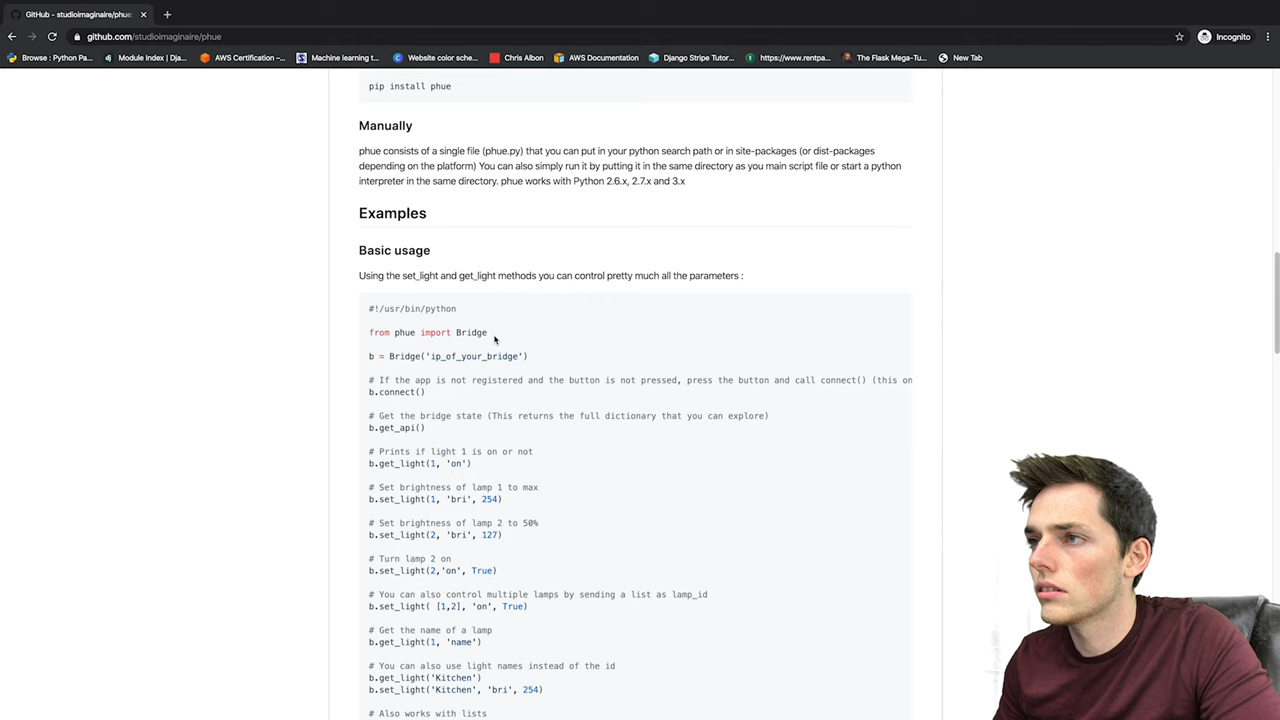 GitHub - studioimaginaire/phue:
github.com/studioimaginaire/phue
Incognito
Browse : Python Pa...
Module Index | Dja...
AWS Certification –...
Machine learning t...
Website color sche...
Chris Albon
AWS Documentation
Django Stripe Tutor...
https://www.rentpa...
The Flask Mega-Tu...
New Tab
pip install phue
Manually
phue consists of a single file (phue.py) that you can put in your python search path or in site-packages (or dist-packages
depending on the platform) You can also simply run it by putting it in the same directory as you main script file or start a python
interpreter in the same directory. phue works with Python 2.6.x, 2.7.x and 3.x
Examples
Basic usage
Using the set_light and get_light methods you can control pretty much all the parameters :
#!/usr/bin/python
from phue import Bridge
b = Bridge('ip_of_your_bridge')
# If the app is not registered and the button is not pressed, press the button and call connect() (this on
b.connect()
# Get the bridge state (This returns the full dictionary that you can explore)
b.get_api()
# Prints if light 1 is on or not
b.get_light(1, 'on')
# Set brightness of lamp 1 to max
b.set_light(1, 'bri', 254)
# Set brightness of lamp 2 to 50%
b.set_light(2, 'bri', 127)
# Turn lamp 2 on
b.set_light(2,'on', True)
# You can also control multiple lamps by sending a list as lamp_id
b.set_light( [1,2], 'on', True)
# Get the name of a lamp
b.get_light(1, 'name')
# You can also use light names instead of the id
b.get_light('Kitchen')
b.set_light('Kitchen', 'bri', 254)
# Also works with lists